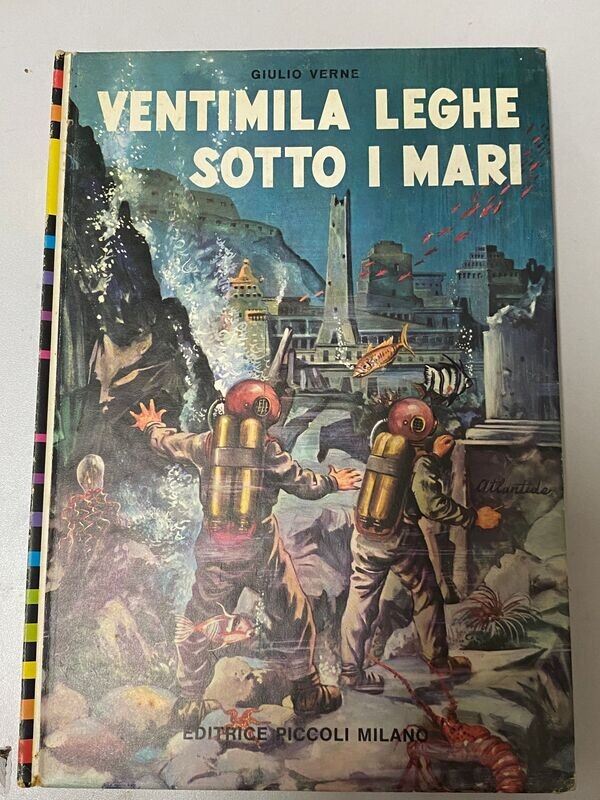 GIULIO VERNE
VENTIMILA LEGHE
SOTTO I MARI
Atlantide
EDITRICE PICCOLI MILANO